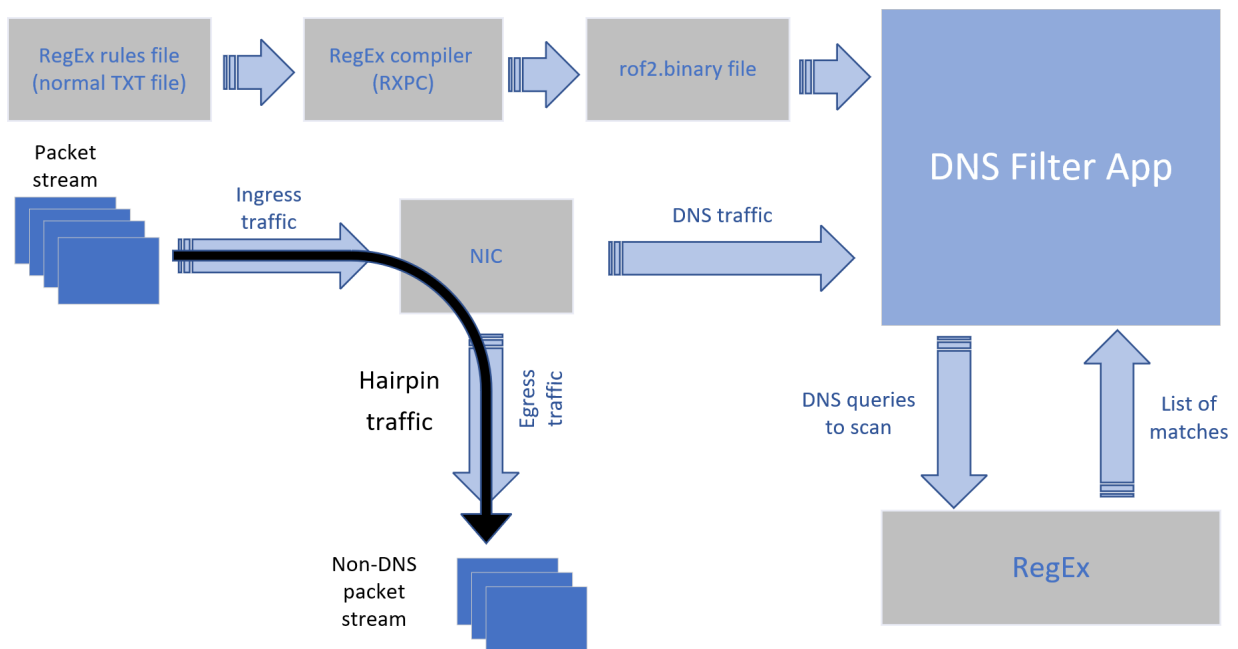 RegEx rules file
(normal TXT file)
RegEx compiler
(RXPC)
rof2.binary file
DNS Filter App
Packet
stream
Ingress
traffic
NIC
DNS traffic
Hairpin
traffic
Egress
traffic
DNS queries
to scan
List of
matches
Non-DNS
packet
stream
RegEx